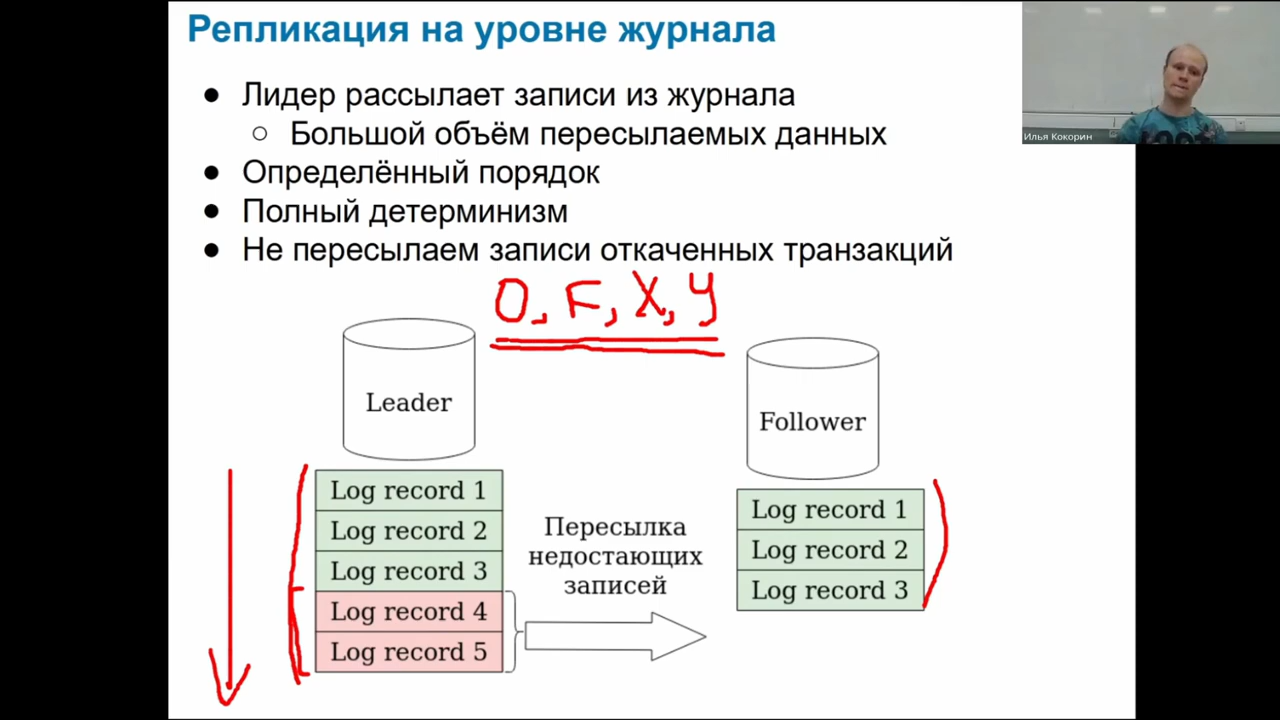 Репликация на уровне журнала
● Лидер рассылает записи из журнала
○ Большой объём пересылаемых данных
● Определённый порядок
● Полный детерминизм
● Не пересылаем записи откаченных транзакций
O, F, X, Y
Leader
Log record 1
Log record 2
Log record 3
Log record 4
Log record 5
Пересылка
недостающих
записей
Follower
Log record 1
Log record 2
Log record 3
Илья Кокорин